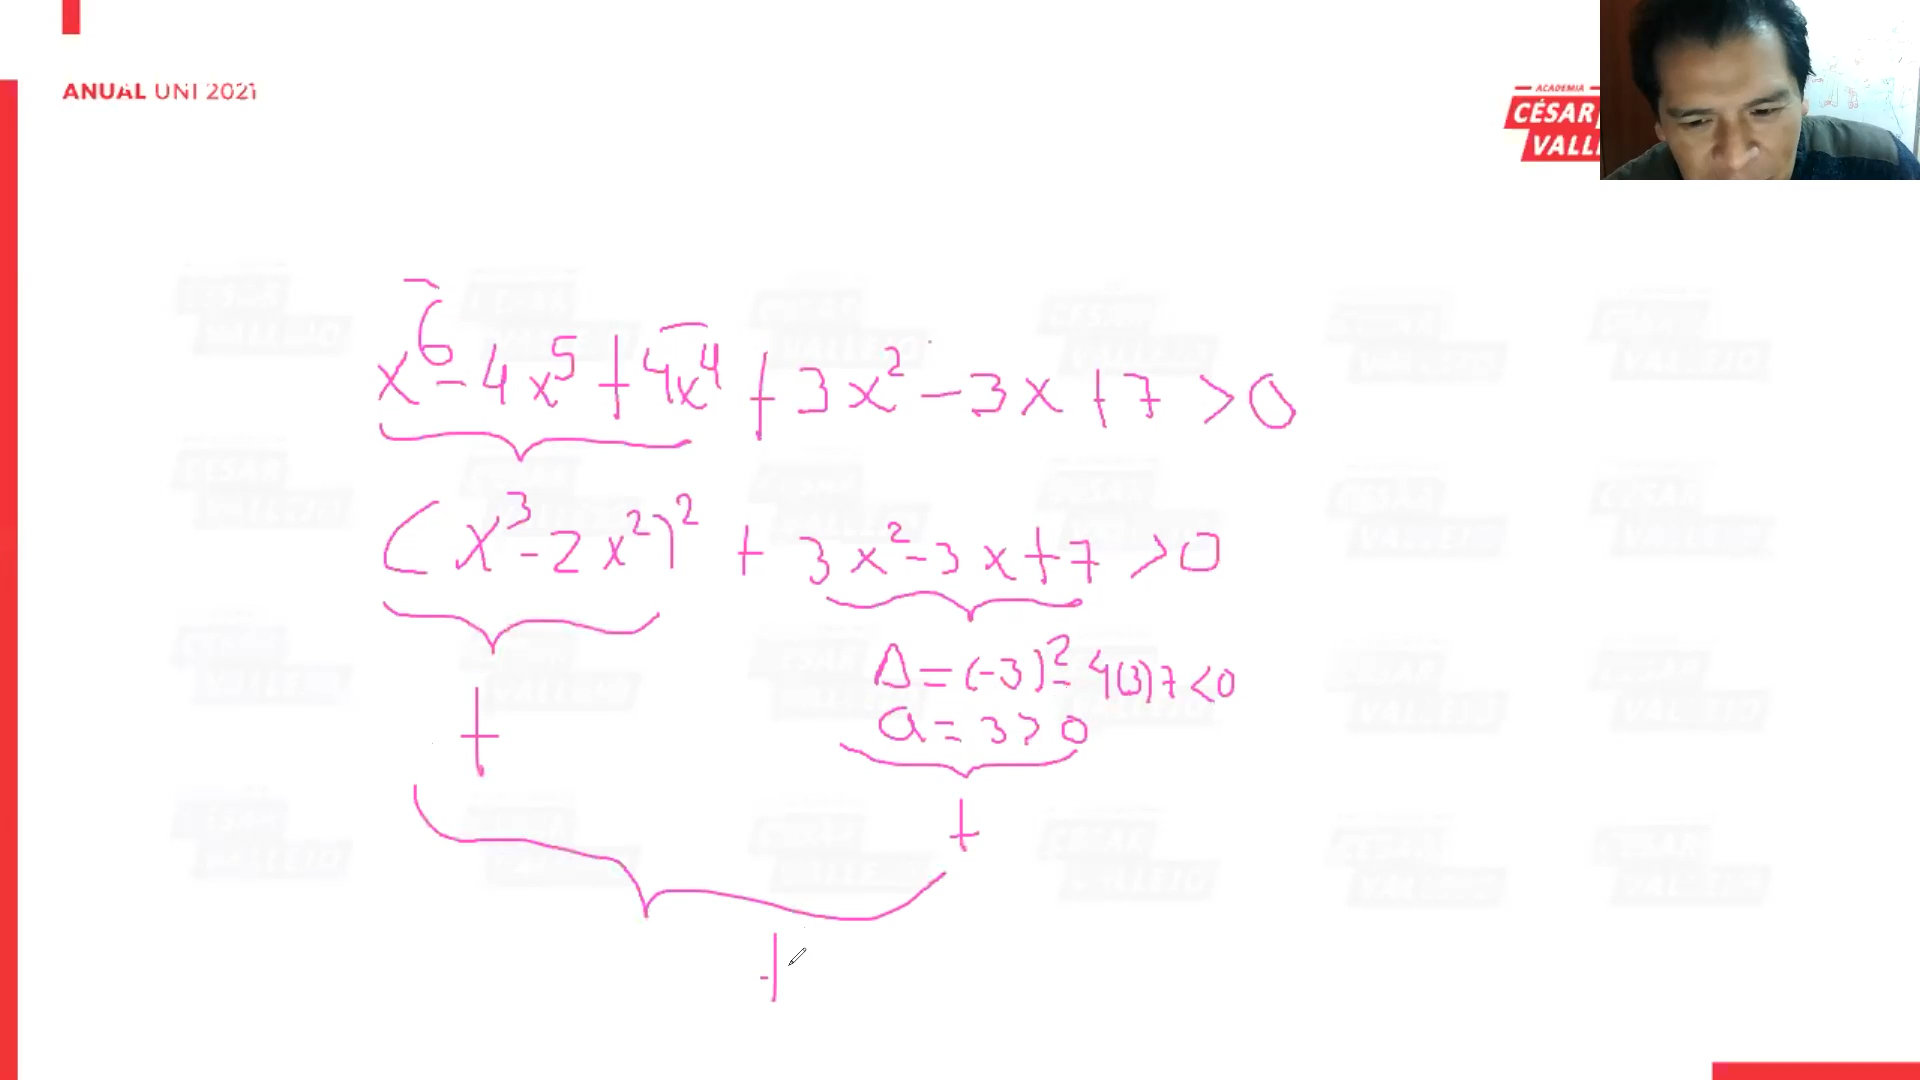 ANUAL UNI 2021
ACADEMIA
CÉSAR
VALLE
x⁶ - 4x⁵ + 4x⁴ + 3x² - 3x + 7 > 0
(x³ - 2x²)² + 3x² - 3x + 7 > 0
Δ = (-3)² - 4(3)7 < 0
a = 3 > 0
+
+
+